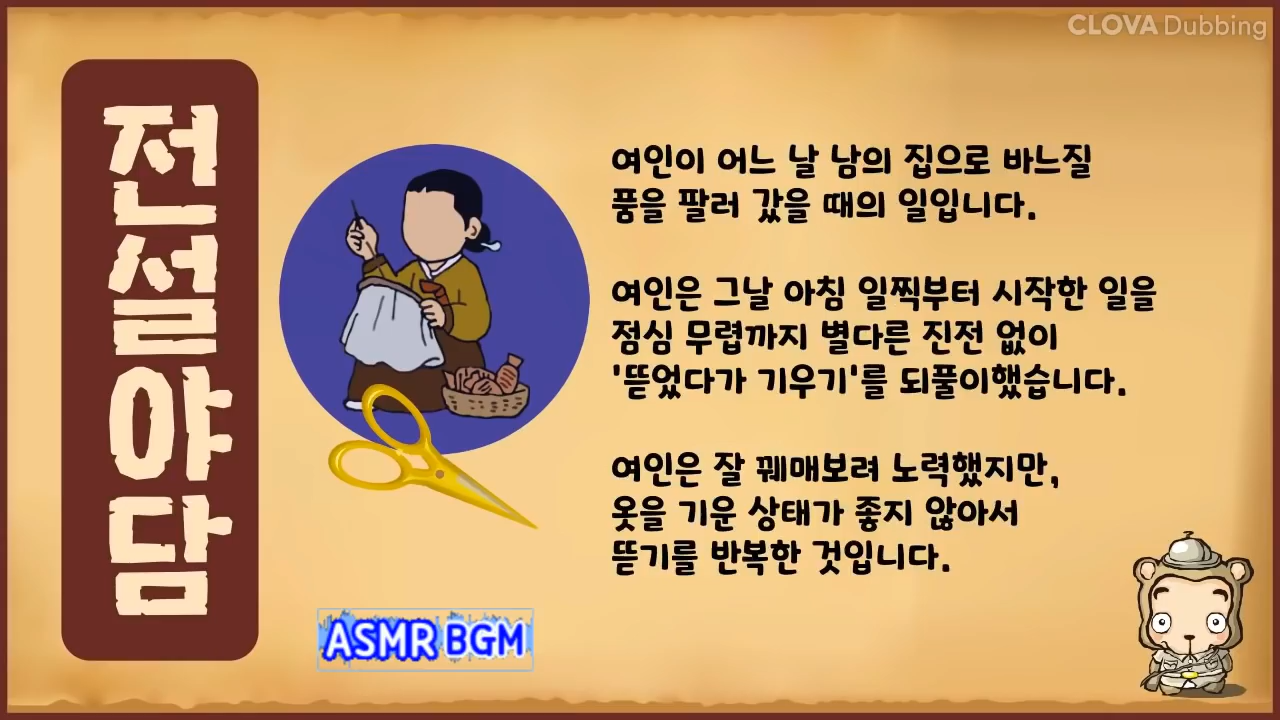 CLOVA Dubbing
전설야담
여인이 어느 날 남의 집으로 바느질
품을 팔러 갔을 때의 일입니다.
여인은 그날 아침 일찍부터 시작한 일을
점심 무렵까지 별다른 진전 없이
'뜯었다가 기우기'를 되풀이했습니다.
여인은 잘 꿰매보려 노력했지만,
옷을 기운 상태가 좋지 않아서
뜯기를 반복한 것입니다.
ASMR BGM